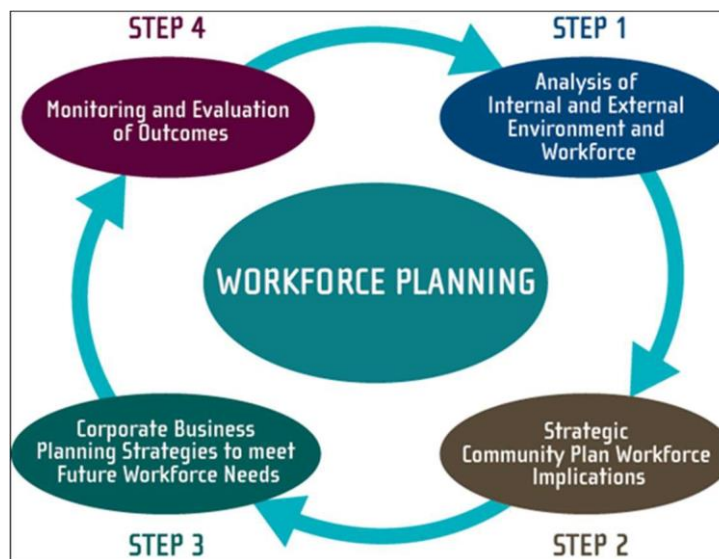 STEP 4
Monitoring and Evaluation
of Outcomes
STEP 1
Analysis of
Internal and External
Environment and
Workforce
WORKFORCE PLANNING
Strategic
Community Plan Workforce
Implications
STEP 2
Corporate Business
Planning Strategies to meet
Future Workforce Needs
STEP 3